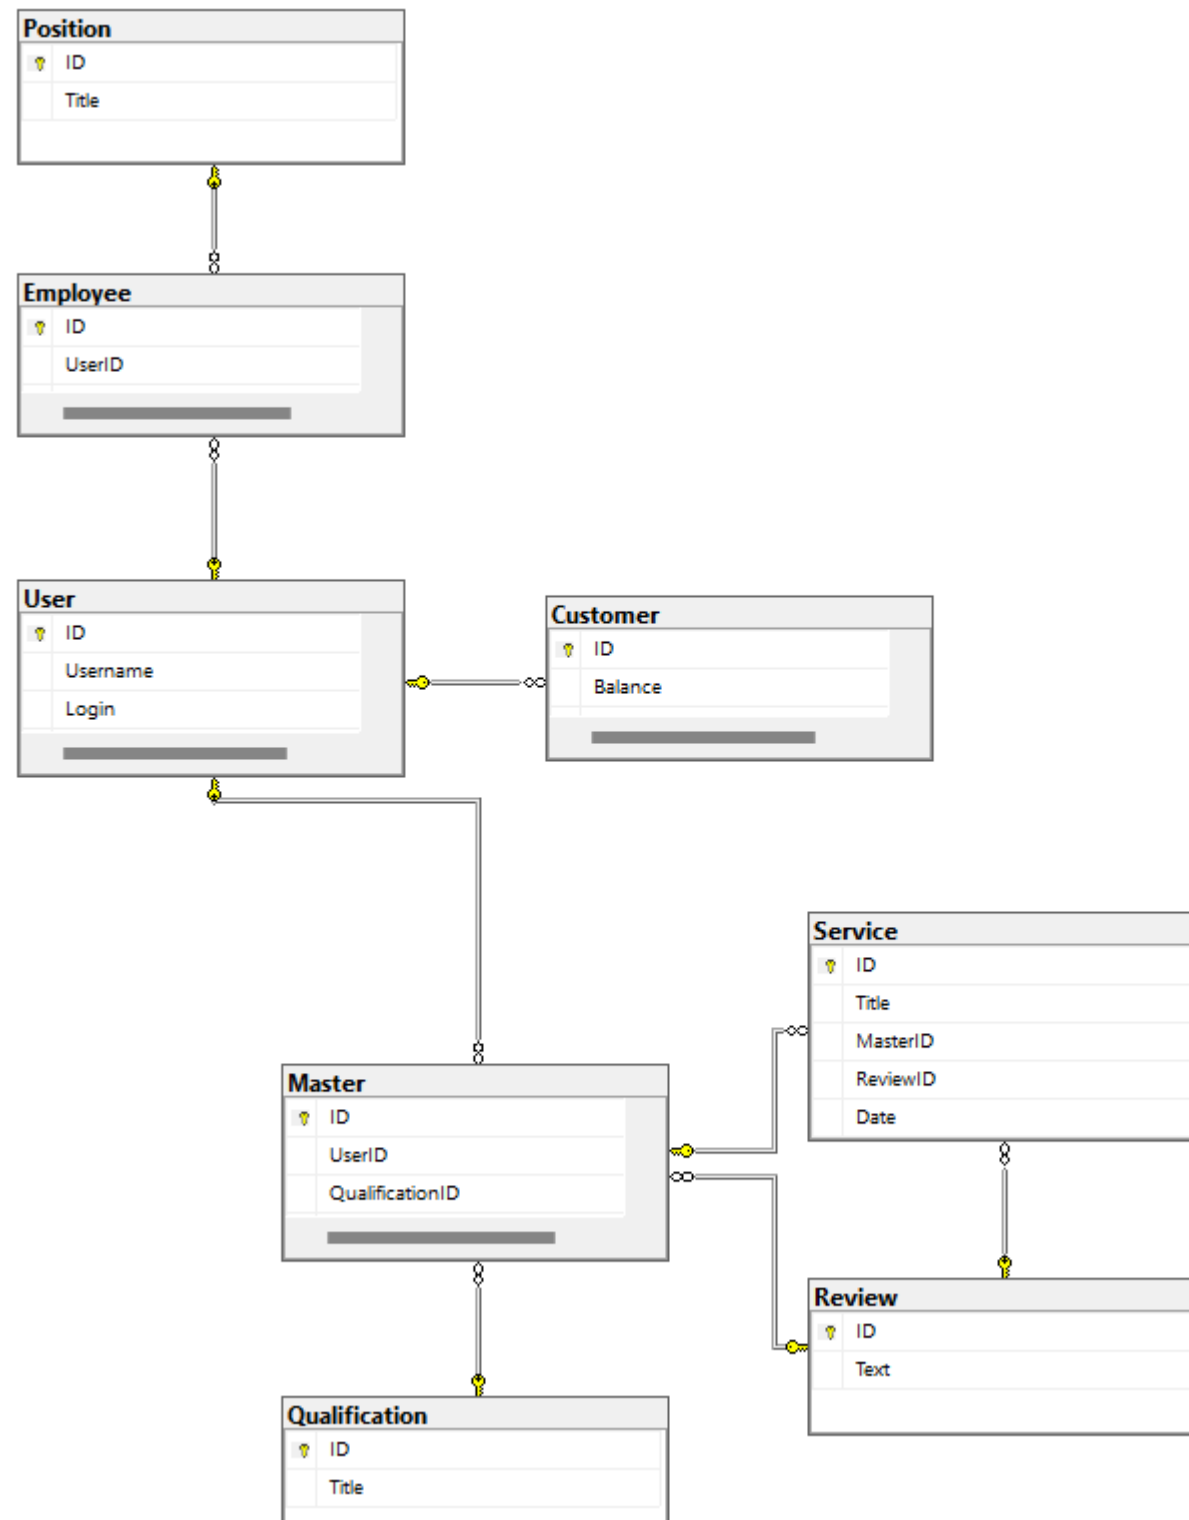 Position
ID
Title
Employee
ID
UserID
User
ID
Username
Login
Customer
ID
Balance
Service
ID
Title
MasterID
ReviewID
Date
Master
ID
UserID
QualificationID
Review
ID
Text
Qualification
ID
Title